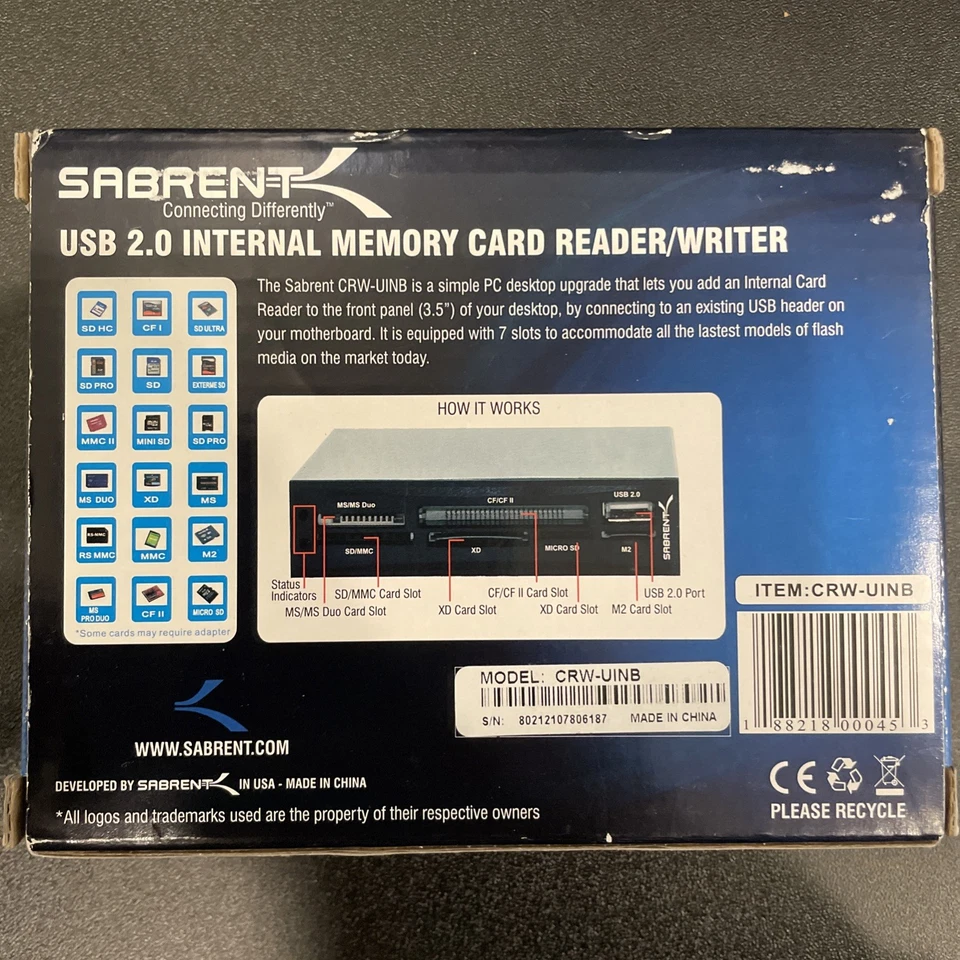 SABRENT
Connecting Differently™
USB 2.0 INTERNAL MEMORY CARD READER/WRITER
The Sabrent CRW-UINB is a simple PC desktop upgrade that lets you add an Internal Card
Reader to the front panel (3.5”) of your desktop, by connecting to an existing USB header on
your motherboard. It is equipped with 7 slots to accommodate all the lastest models of flash
media on the market today.
SD HC CF I SD ULTRA
SD PRO SD EXTERME SD
MMC II MINI SD SD PRO
MS DUO XD MS
RS-MMC
RS MMC MMC M2
MS
PRO DUO CF II MICRO SD
*Some cards may require adapter
HOW IT WORKS
MS/MS Duo CF/CF II USB 2.0
SABRENT
SD/MMC XD MICRO SD M2
Status
Indicators
SD/MMC Card Slot CF/CF II Card Slot USB 2.0 Port
MS/MS Duo Card Slot XD Card Slot XD Card Slot M2 Card Slot
ITEM:CRW-UINB
1 88218 00045 3
MODEL: CRW-UINB
S/N: 80212107806187 MADE IN CHINA
WWW.SABRENT.COM
DEVELOPED BY SABRENT IN USA - MADE IN CHINA
*All logos and trademarks used are the property of their respective owners
CE
PLEASE RECYCLE